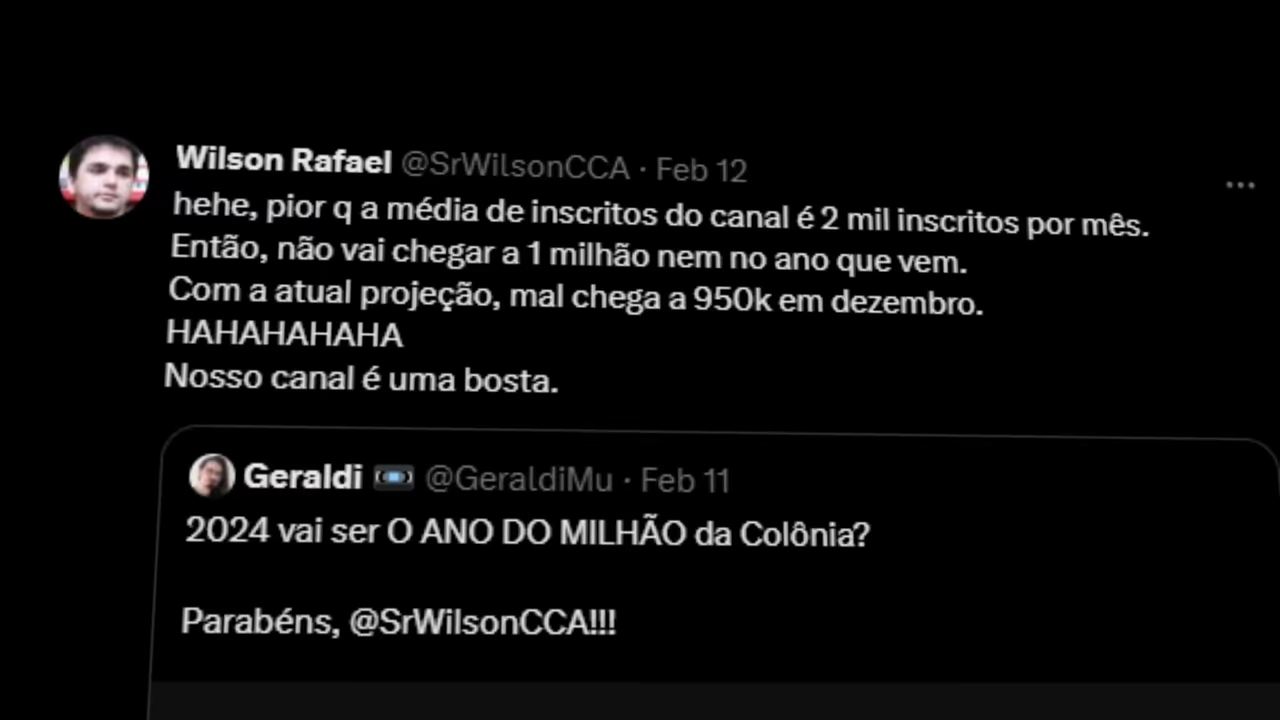 Wilson Rafael @SrWilsonCCA · Feb 12
hehe, pior q a média de inscritos do canal é 2 mil inscritos por mês.
Então, não vai chegar a 1 milhão nem no ano que vem.
Com a atual projeção, mal chega a 950k em dezembro.
HAHAHAHAHA
Nosso canal é uma bosta.
Geraldi @GeraldiMu · Feb 11
2024 vai ser O ANO DO MILHÃO da Colônia?
Parabéns, @SrWilsonCCA!!!